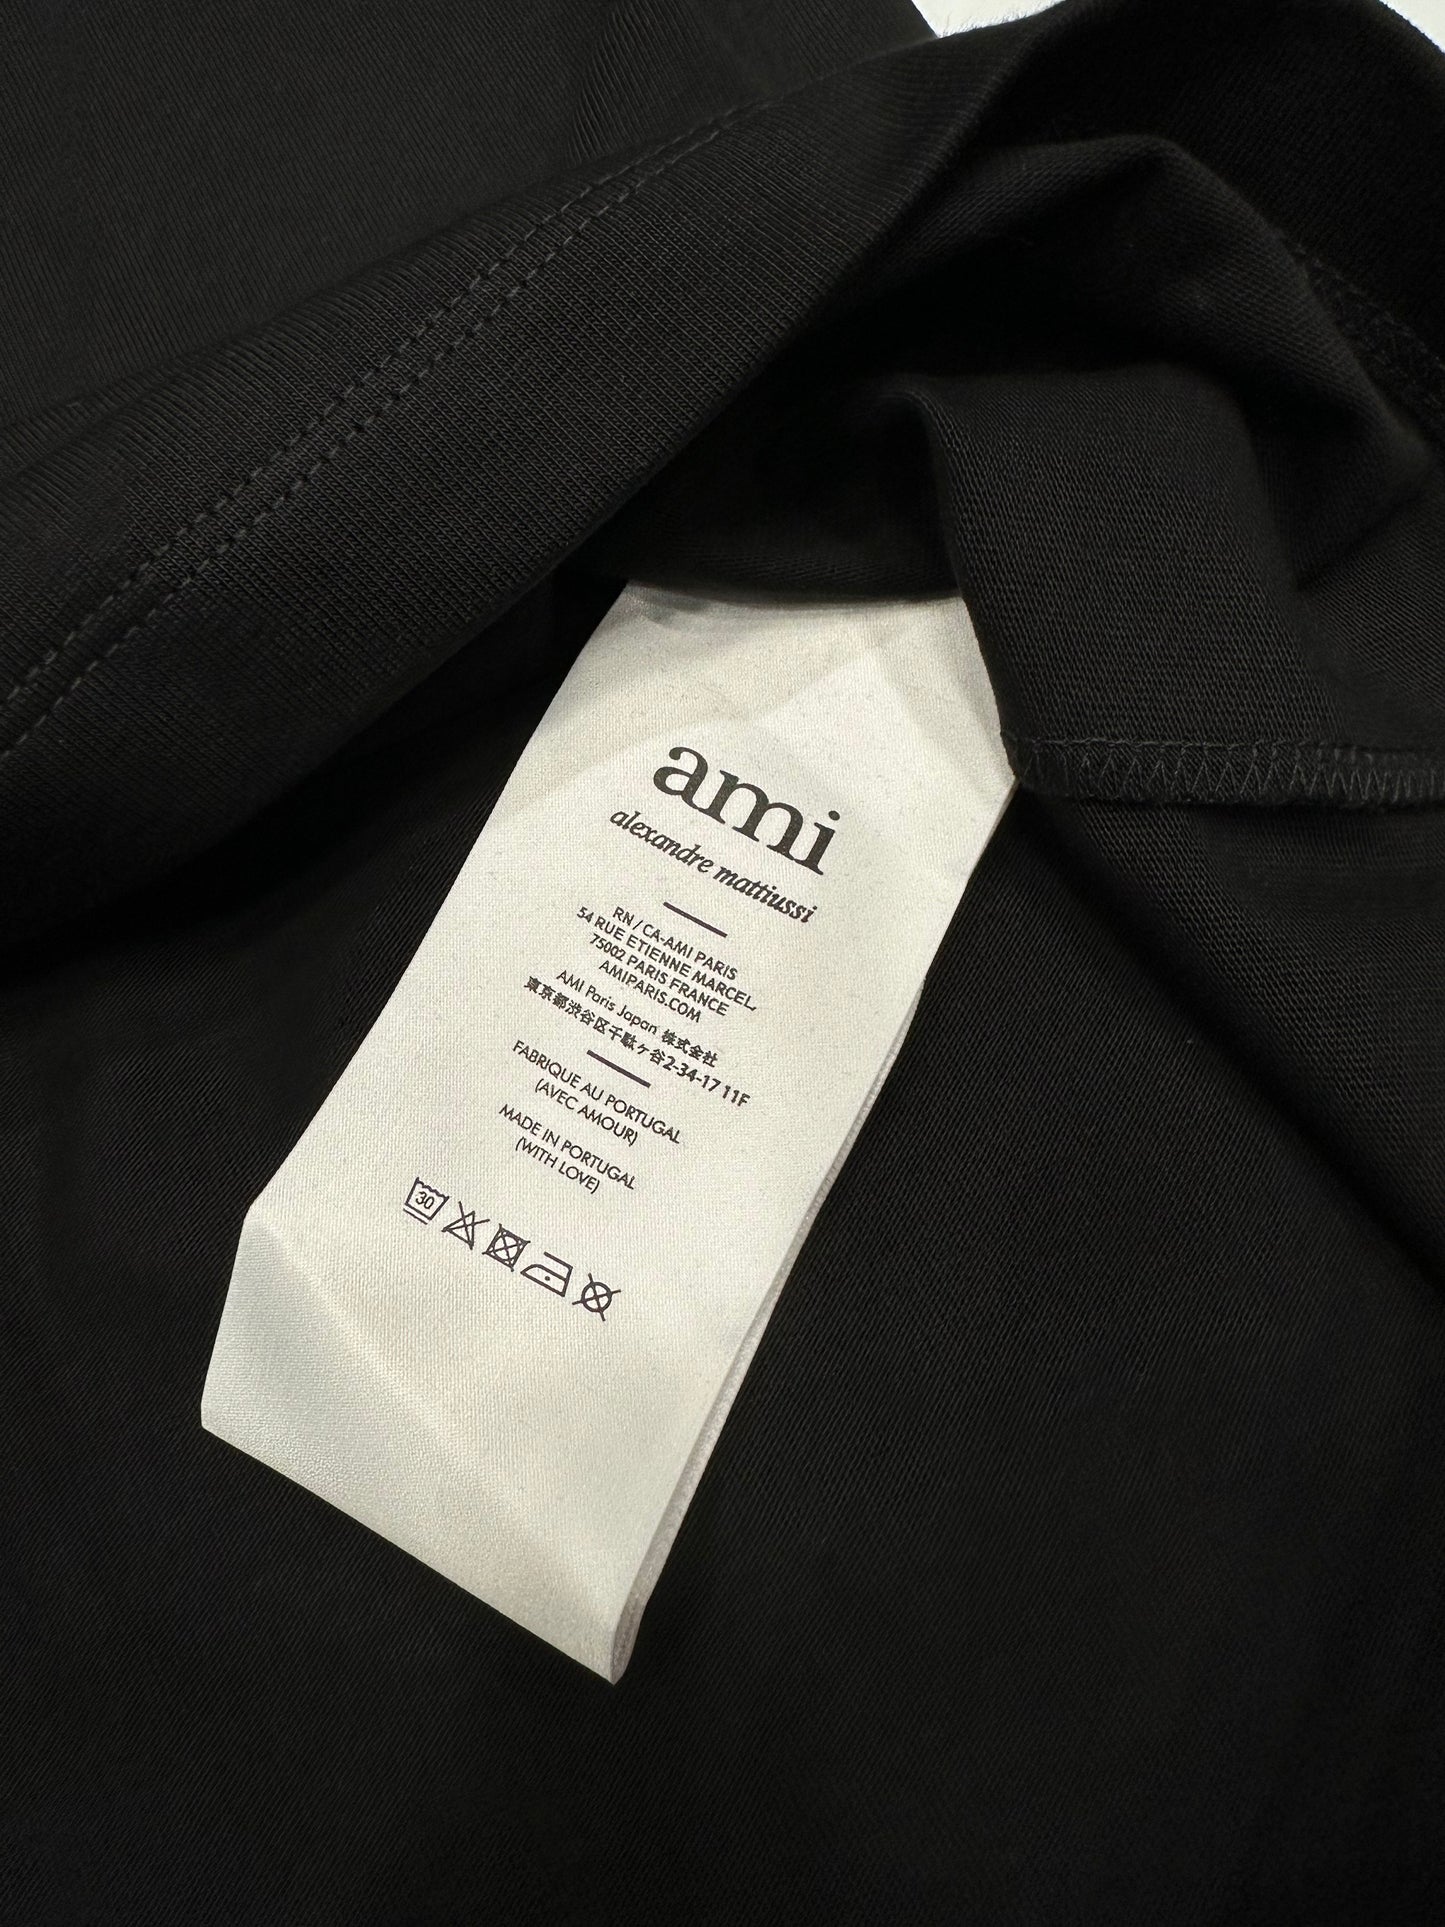 ami
alexandre mattiussi
RN / CA-AMI PARIS
54 RUE ETIENNE MARCEL,
75002 PARIS FRANCE
AMIPARIS.COM
AMI Paris Japan 株式会社
東京都渋谷区千駄ヶ谷2-34-17 11F
FABRIQUE AU PORTUGAL
(AVEC AMOUR)
MADE IN PORTUGAL
(WITH LOVE)
30